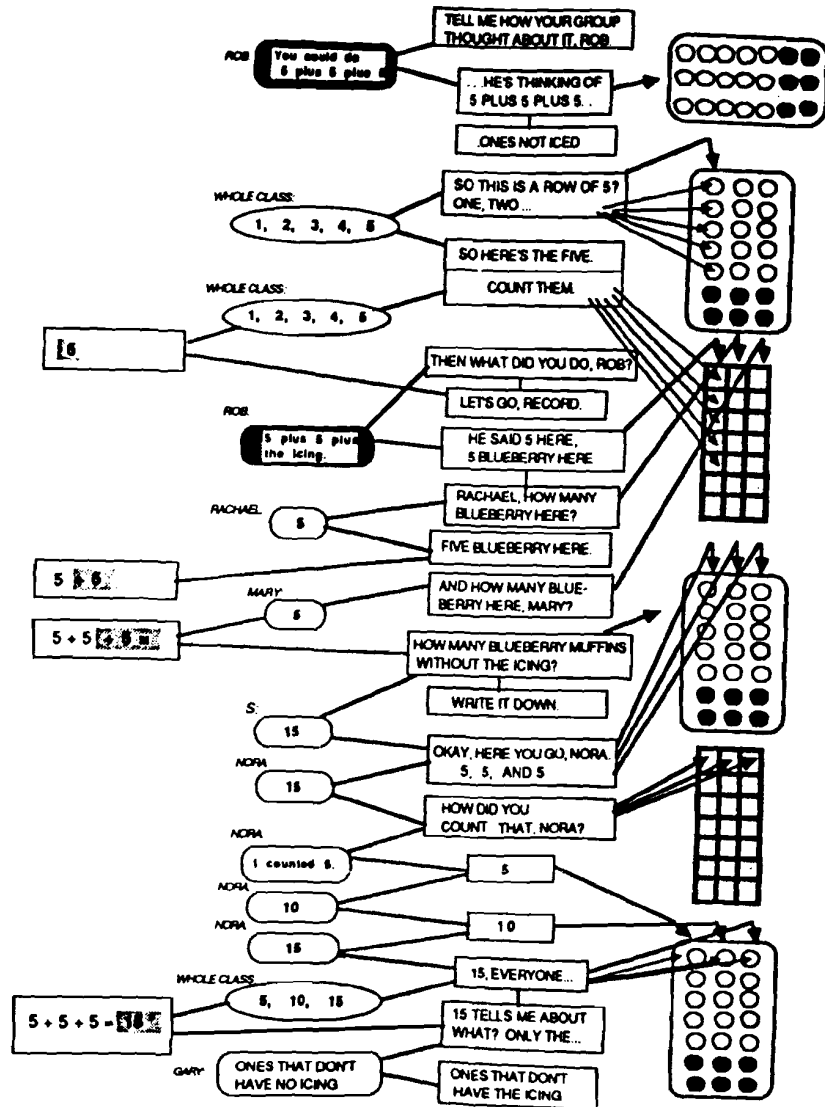 TELL ME HOW YOUR GROUP
THOUGHT ABOUT IT, ROB.
ROB:
You could do
5 plus 5 plus 5
...HE'S THINKING OF
5 PLUS 5 PLUS 5..
.ONES NOT ICED
WHOLE CLASS:
1, 2, 3, 4, 5
SO THIS IS A ROW OF 5?
ONE, TWO ...
SO HERE'S THE FIVE.
COUNT THEM.
WHOLE CLASS:
1, 2, 3, 4, 5
5
THEN WHAT DID YOU DO, ROB?
LET'S GO, RECORD.
ROB:
5 plus 5 plus
the icing.
HE SAID 5 HERE,
5 BLUEBERRY HERE
RACHAEL, HOW MANY
BLUEBERRY HERE?
RACHAEL
5
FIVE BLUEBERRY HERE.
5 + 5
AND HOW MANY BLUE-
BERRY HERE, MARY?
MARY
5
5 + 5 + 5 =
HOW MANY BLUEBERRY MUFFINS
WITHOUT THE ICING?
WRITE IT DOWN.
S:
15
OKAY, HERE YOU GO, NORA.
5, 5, AND 5
NORA
15
HOW DID YOU
COUNT THAT, NORA?
NORA
I counted 5.
5
NORA
10
10
NORA
15
15, EVERYONE...
WHOLE CLASS
5, 10, 15
5 + 5 + 5 = 15
15 TELLS ME ABOUT
WHAT? ONLY THE...
GARY
ONES THAT DON'T
HAVE NO ICING
ONES THAT DON'T
HAVE THE ICING